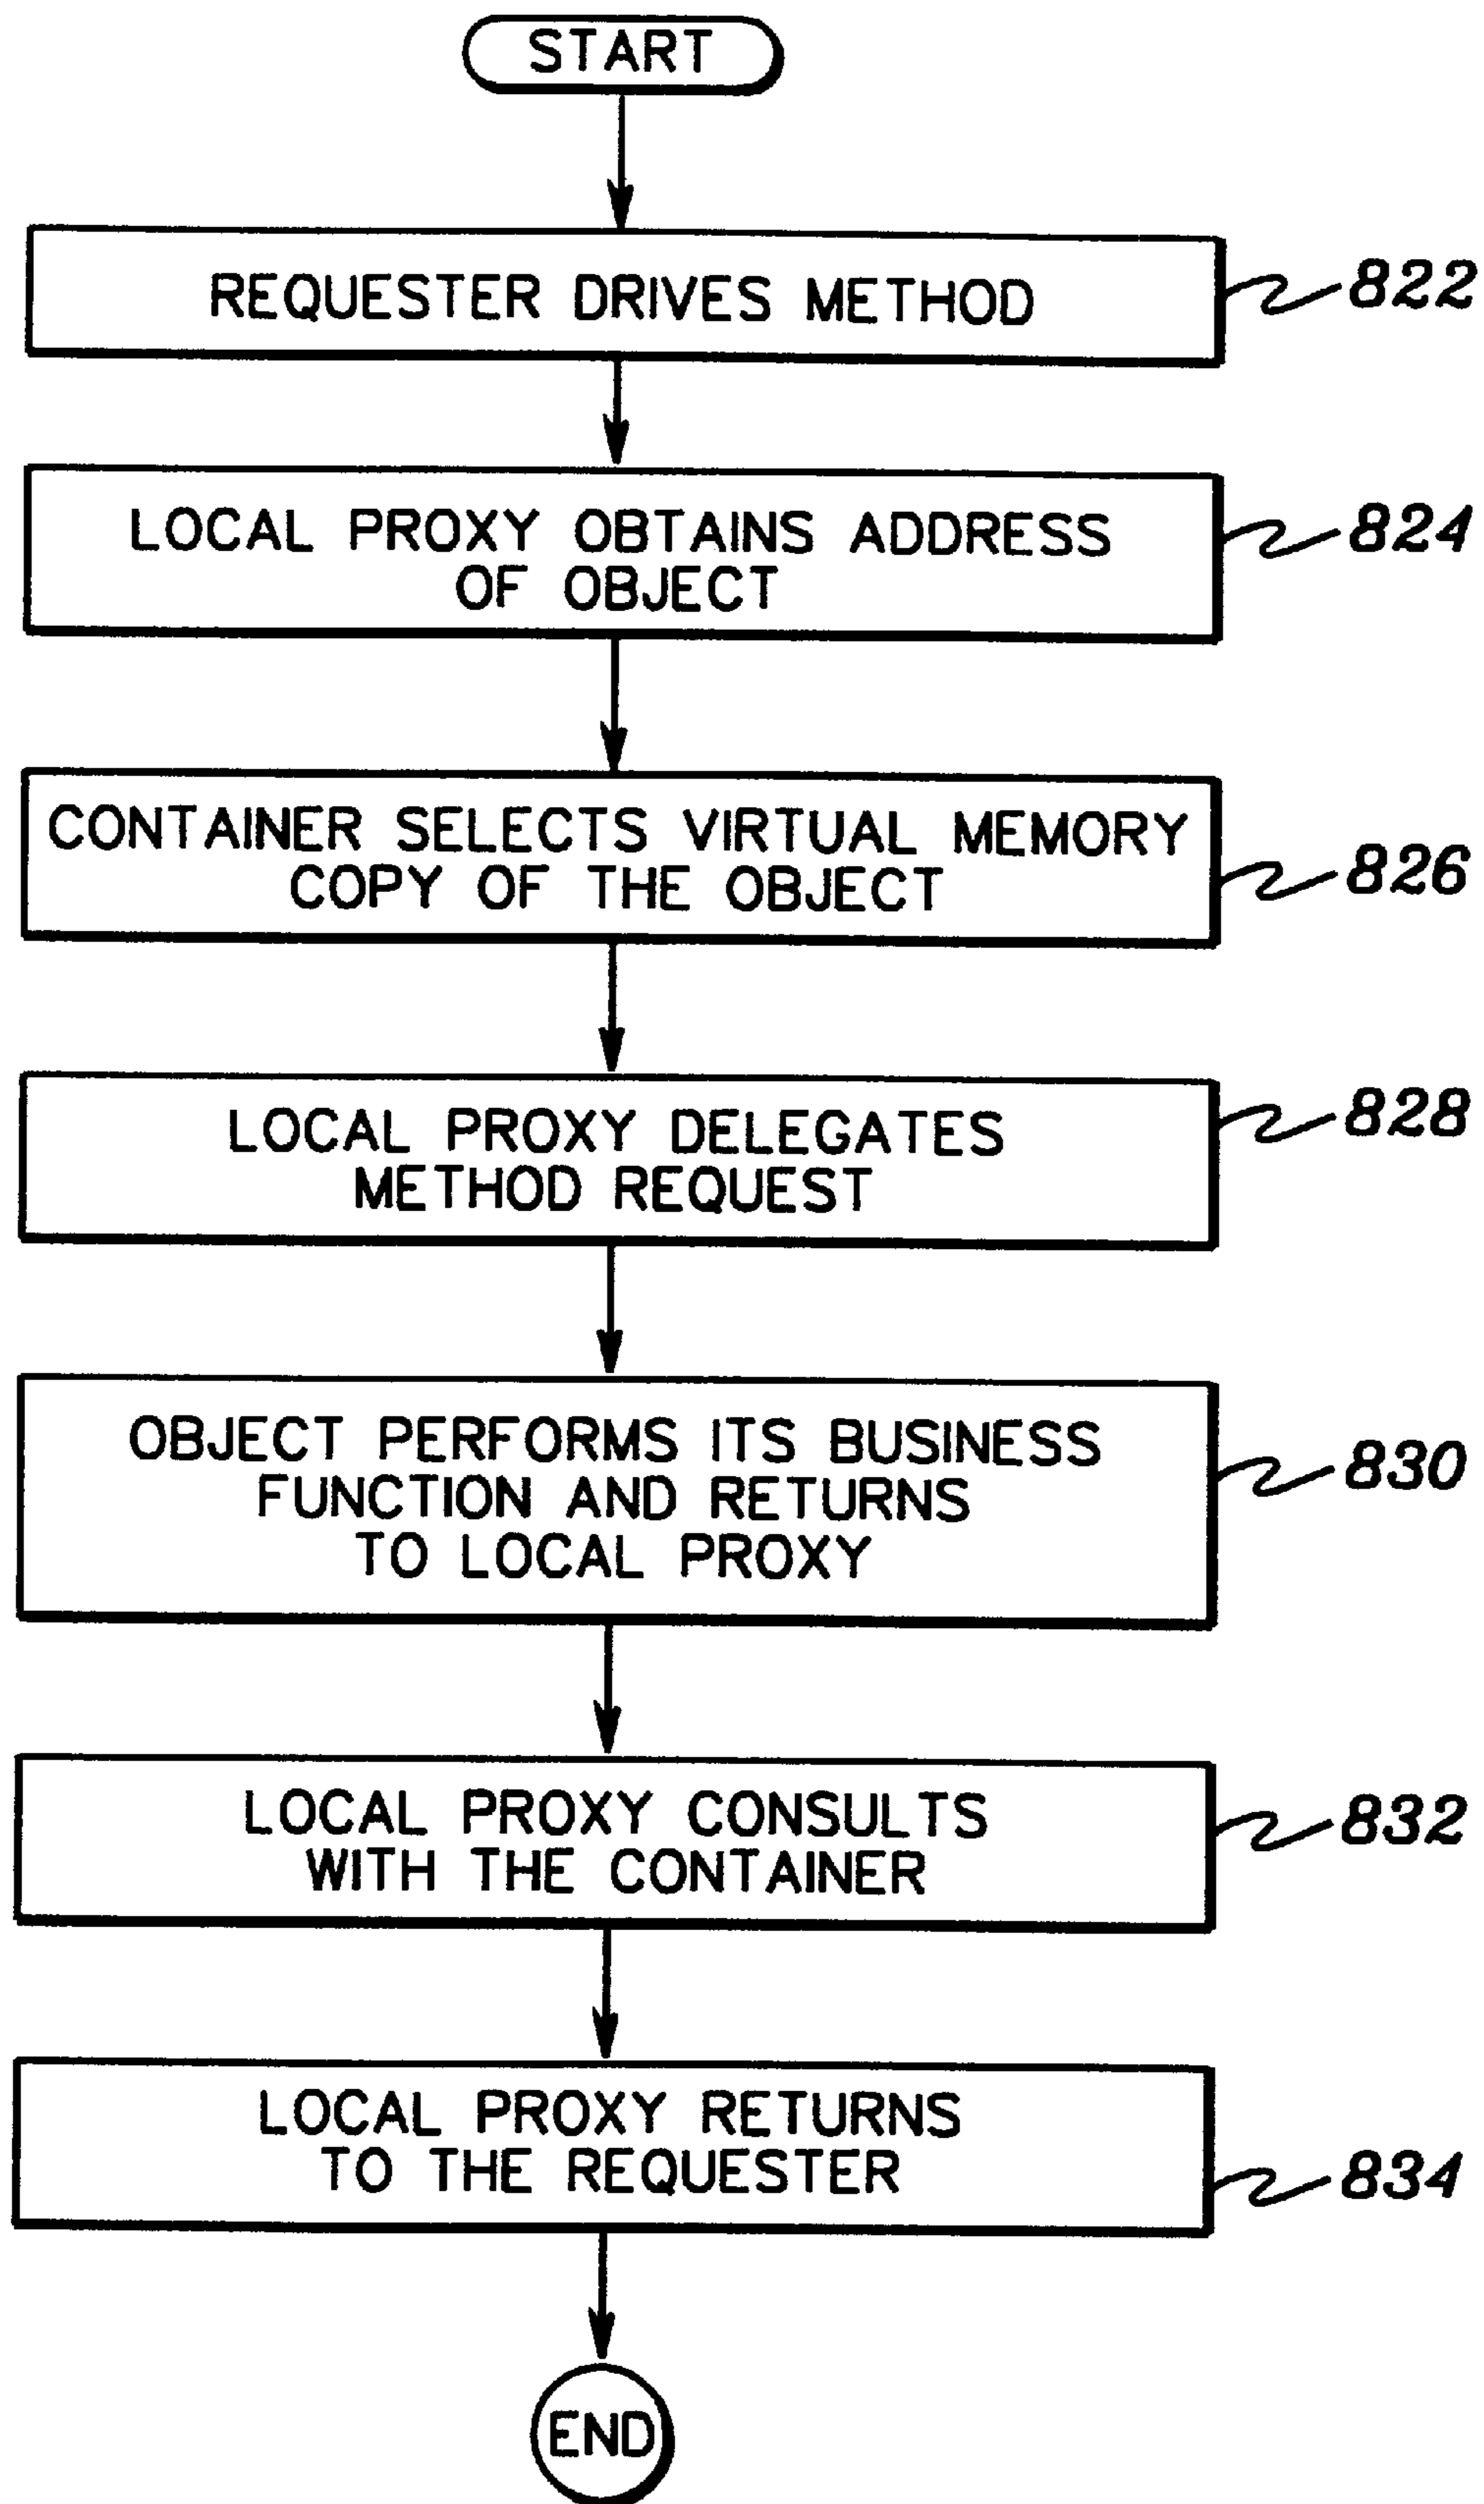 START
REQUESTER DRIVES METHOD
822
LOCAL PROXY OBTAINS ADDRESS
OF OBJECT
824
CONTAINER SELECTS VIRTUAL MEMORY
COPY OF THE OBJECT
826
LOCAL PROXY DELEGATES
METHOD REQUEST
828
OBJECT PERFORMS ITS BUSINESS
FUNCTION AND RETURNS
TO LOCAL PROXY
830
LOCAL PROXY CONSULTS
WITH THE CONTAINER
832
LOCAL PROXY RETURNS
TO THE REQUESTER
834
END